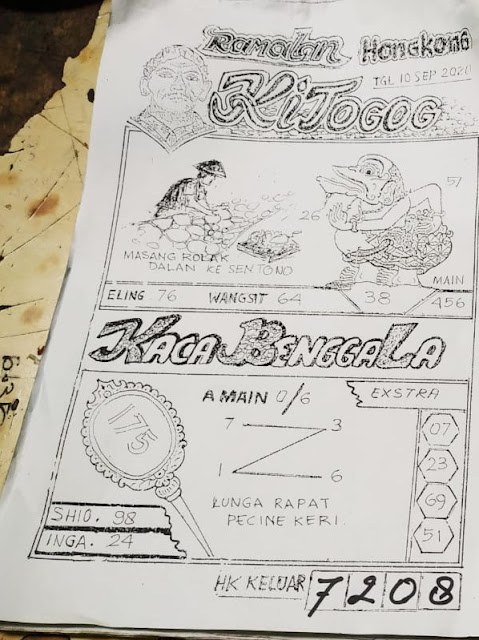 Ramalan Hongkong
TGL 10 SEP 2020
Ki Togog
26
51
MASANG ROLAK
DALAN KE SENTONO
MAIN
ELING 76 WANGSIT 64 38 456
KACA BENGGALA
175
A MAIN 0/6
EXSTRA
7 3
1 6
07
23
69
51
LUNGA RAPAT
PECINE KERI.
SHIO. 98
INGA. 24
HK KELUAR 7208